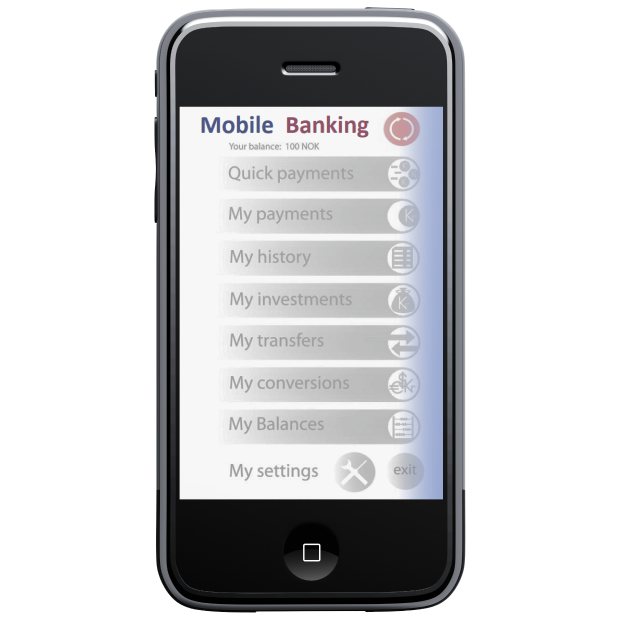 Mobile Banking
Your balance: 100 NOK
Quick payments
My payments
My history
My investments
My transfers
My conversions
My Balances
My settings exit